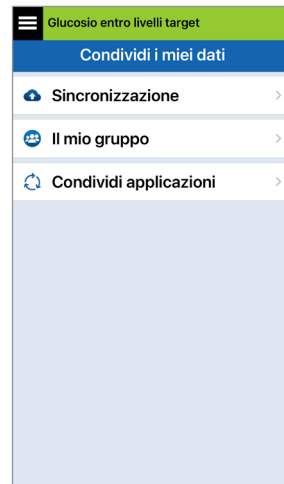 Glucosio entro livelli target
Condividi i miei dati
Sincronizzazione
Il mio gruppo
Condividi applicazioni